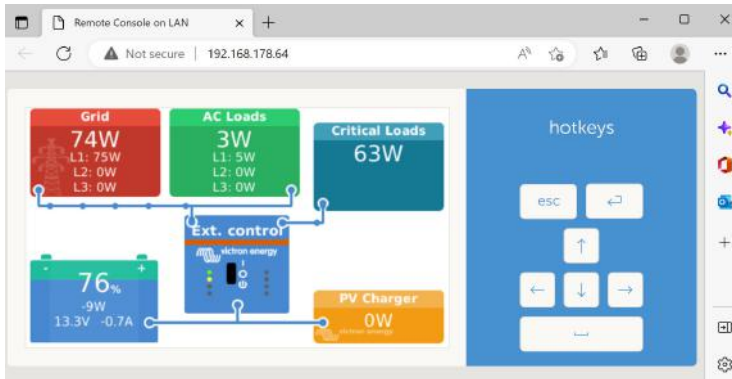 Remote Console on LAN
Not secure | 192.168.178.64
Grid
74W
L1: 75W
L2: 0W
L3: 0W
AC Loads
3W
L1: 5W
L2: 0W
L3: 0W
Critical Loads
63W
Ext. control
victron energy
76%
-9W
13.3V -0.7A
PV Charger
0W
victron energy
hotkeys
esc